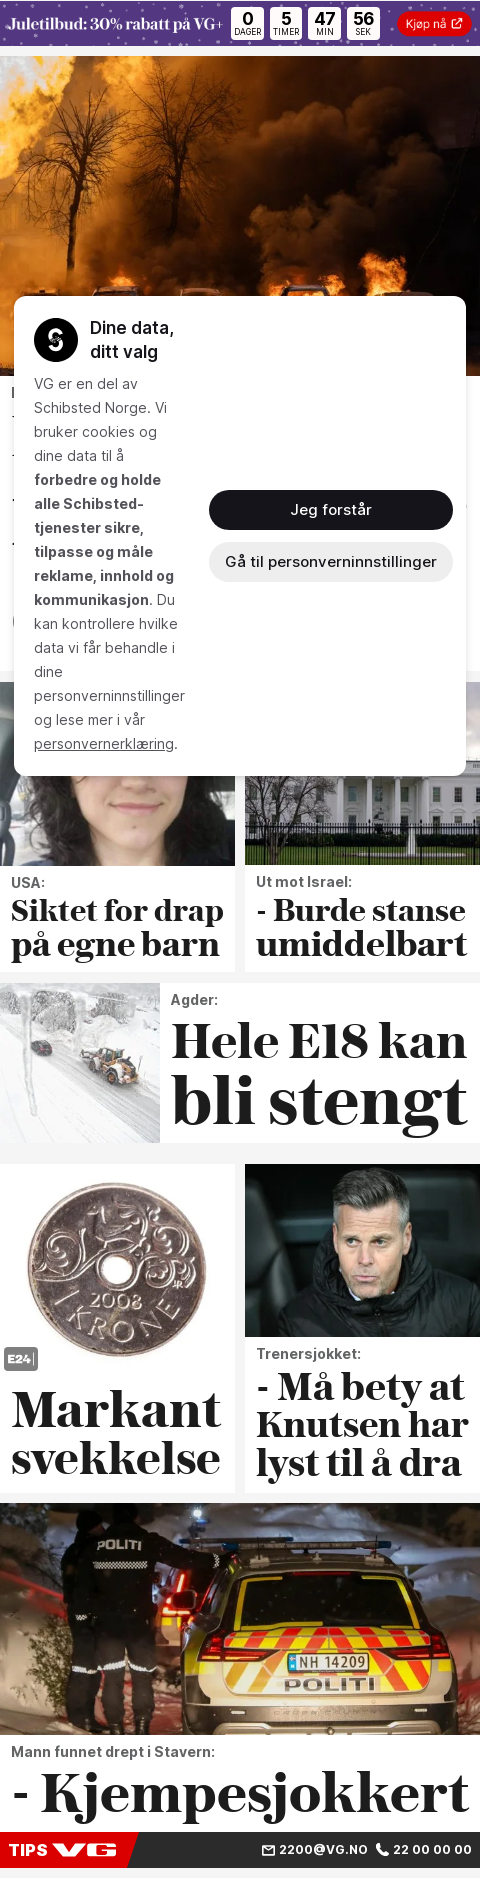 Juletilbud: 30% rabatt på VG+
0 DAGER 5 TIMER 47 MIN 56 SEK
Kjøp nå
Dine data,
ditt valg
VG er en del av
Schibsted Norge. Vi
bruker cookies og
dine data til å
forbedre og holde
alle Schibsted-
tjenester sikre,
tilpasse og måle
reklame, innhold og
kommunikasjon. Du
kan kontrollere hvilke
data vi får behandle i
dine
personverninnstillinger
og lese mer i vår
personvernerklæring.
Jeg forstår
Gå til personverninnstillinger
USA:
Siktet for drap
på egne barn
Ut mot Israel:
- Burde stanse
umiddelbart
Agder:
Hele E18 kan
bli stengt
2008
1 KRONE
E24
Markant
svekkelse
Trenersjokket:
- Må bety at
Knutsen har
lyst til å dra
POLITI
NH 14209
POLITI
Mann funnet drept i Stavern:
- Kjempesjokkert
TIPS VG
2200@VG.NO 22 00 00 00